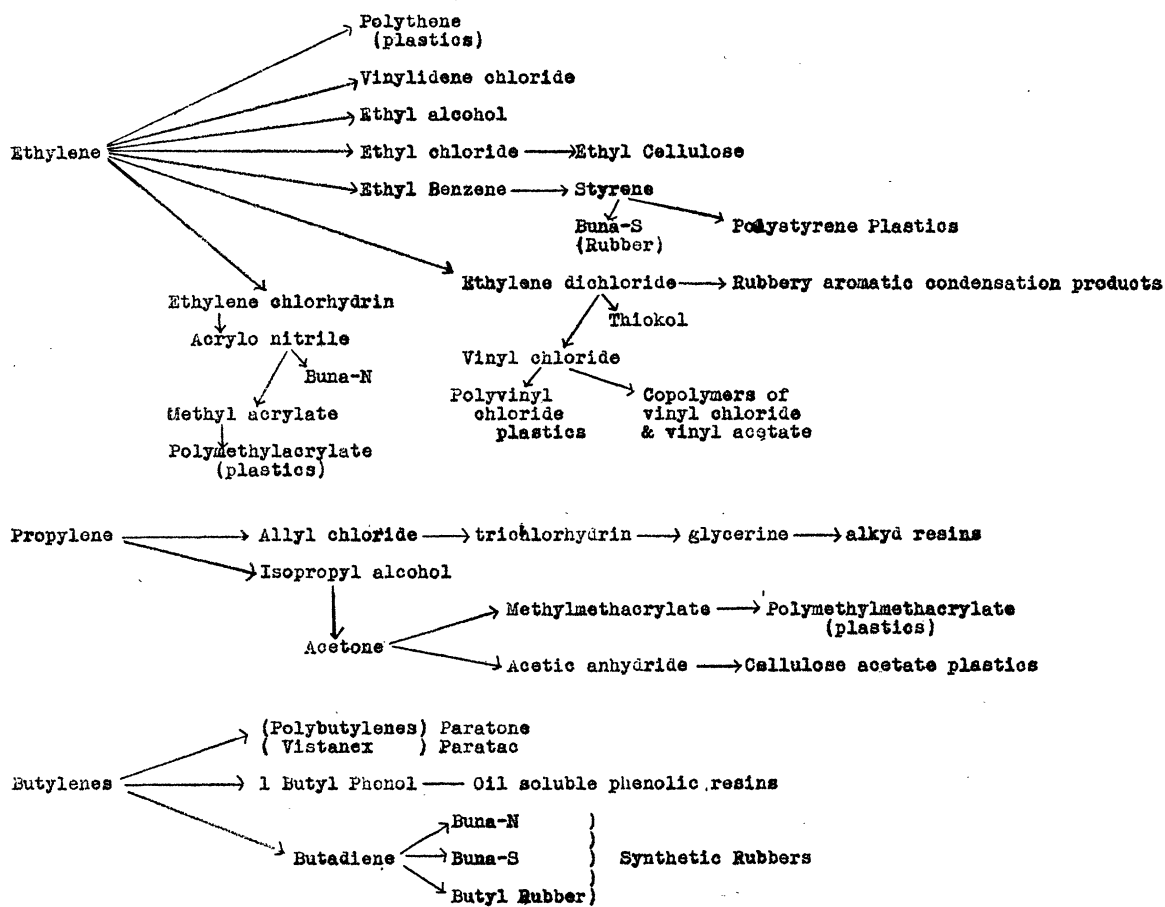 Polythene
(plastics)
Vinylidene chloride
Ethyl alcohol
Ethylene
Ethyl chloride
Ethyl Cellulose
Ethyl Benzene
Styrene
Buna-S
(Rubber)
Polystyrene Plastics
Ethylene dichloride
Rubbery aromatic condensation products
Ethylene chlorhydrin
Thiokol
Acrylo nitrile
Vinyl chloride
Buna-N
Polyvinyl
chloride
plastics
Copolymers of
vinyl chloride
& vinyl acetate
Methyl acrylate
Polymethylacrylate
(plastics)
Propylene
Allyl chloride
trichlorhydrin
glycerine
alkyd resins
Isopropyl alcohol
Acetone
Methylmethacrylate
Polymethylmethacrylate
(plastics)
Acetic anhydride
Cellulose acetate plastics
(Polybutylenes) Paratone
( Vistanex ) Paratac
Butylenes
l Butyl Phonol
Oil soluble phenolic resins
Butadiene
Buna-N )
Buna-S )
Butyl Rubber)
Synthetic Rubbers